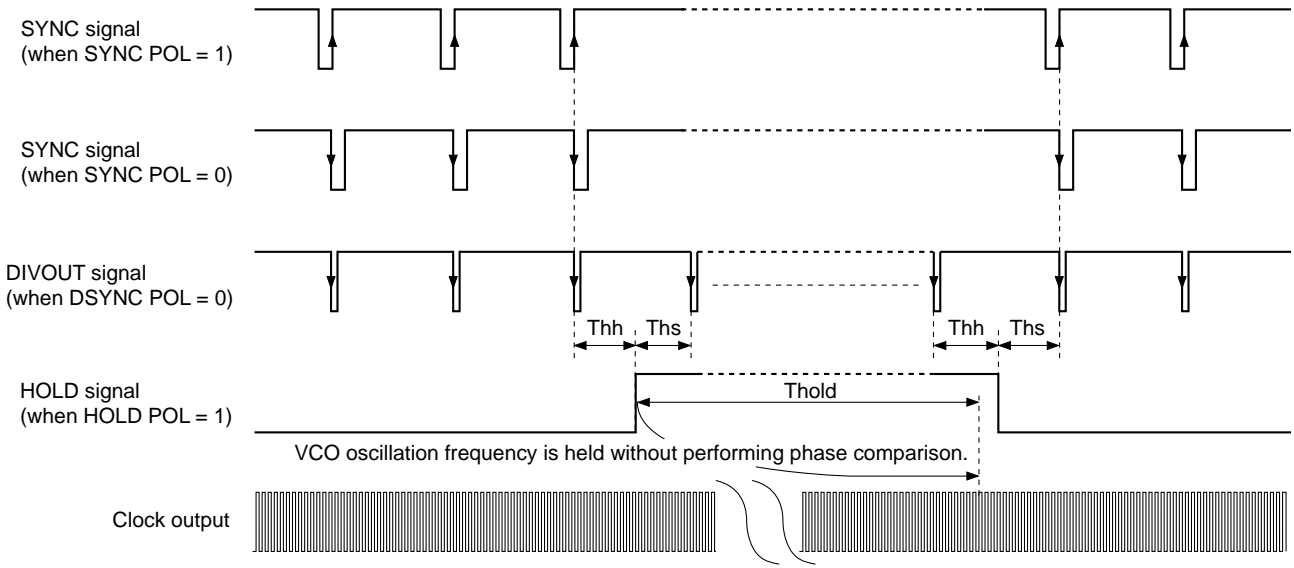 SYNC signal
(when SYNC POL = 1)
SYNC signal
(when SYNC POL = 0)
DIVOUT signal
(when DSYNC POL = 0)
Thh
Ths
Thh
Ths
HOLD signal
(when HOLD POL = 1)
Thold
VCO oscillation frequency is held without performing phase comparison.
Clock output